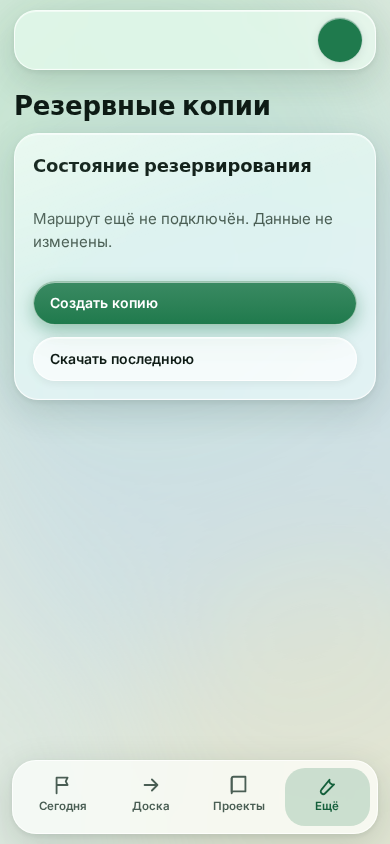 Резервные копии
Состояние резервирования
Маршрут ещё не подключён. Данные не
изменены.
Создать копию
Скачать последнюю
Сегодня
Доска
Проекты
Ещё